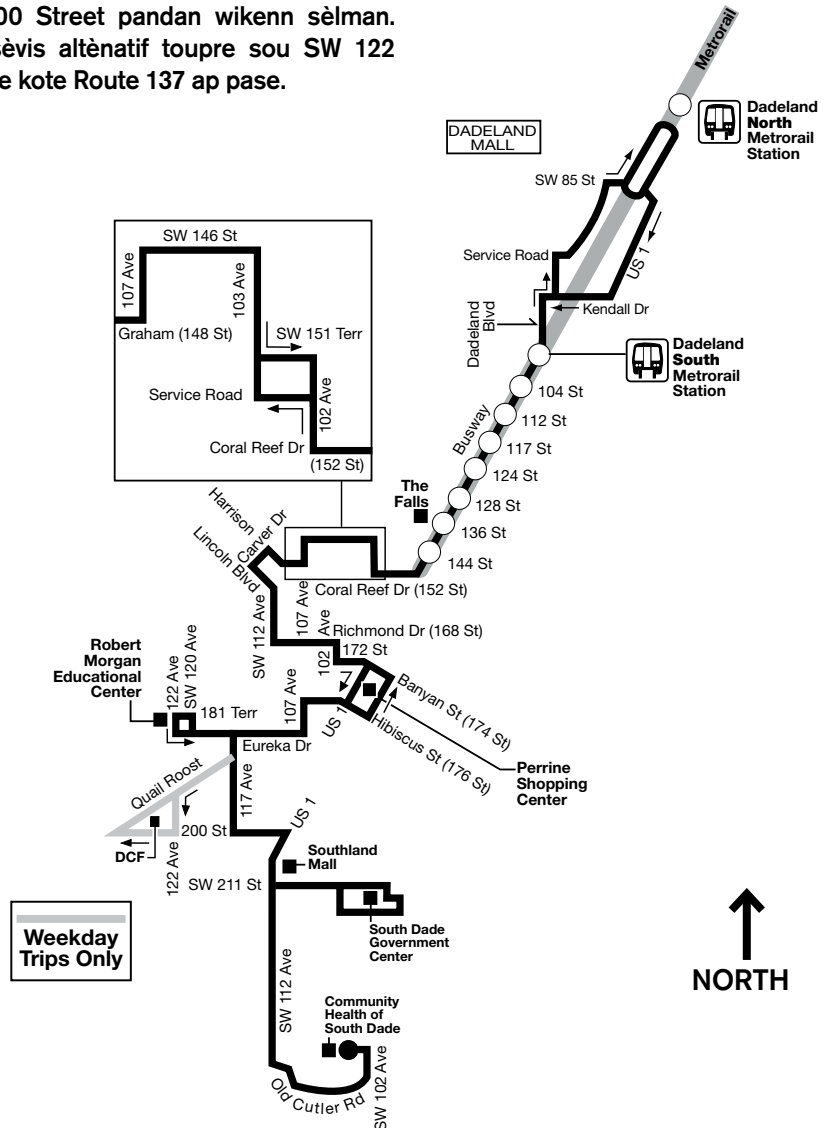 00 Street pandan wikenn sèlman.
sèvis altènatif toupre sou SW 122
e kote Route 137 ap pase.
Metrorail
Dadeland
North
Metrorail
Station
DADELAND
MALL
SW 85 St
US 1
Service Road
Kendall Dr
Dadeland
Blvd
Dadeland
South
Metrorail
Station
Busway
104 St
112 St
117 St
124 St
128 St
136 St
144 St
The
Falls
SW 146 St
107 Ave
103 Ave
Graham (148 St)
SW 151 Terr
Service Road
102 Ave
Coral Reef Dr
(152 St)
Harrison
Carver Dr
Lincoln Blvd
Coral Reef Dr (152 St)
SW 112 Ave
107 Ave
102 Ave
Richmond Dr (168 St)
172 St
Banyan St (174 St)
Hibiscus St (176 St)
US 1
Perrine
Shopping
Center
Robert
Morgan
Educational
Center
122 Ave
SW 120 Ave
181 Terr
107 Ave
Eureka Dr
Quail Roost
117 Ave
200 St
US 1
DCF
122 Ave
Southland
Mall
SW 211 St
South Dade
Government
Center
Weekday
Trips Only
SW 112 Ave
Community
Health of
South Dade
Old Cutler Rd
SW 102 Ave
NORTH